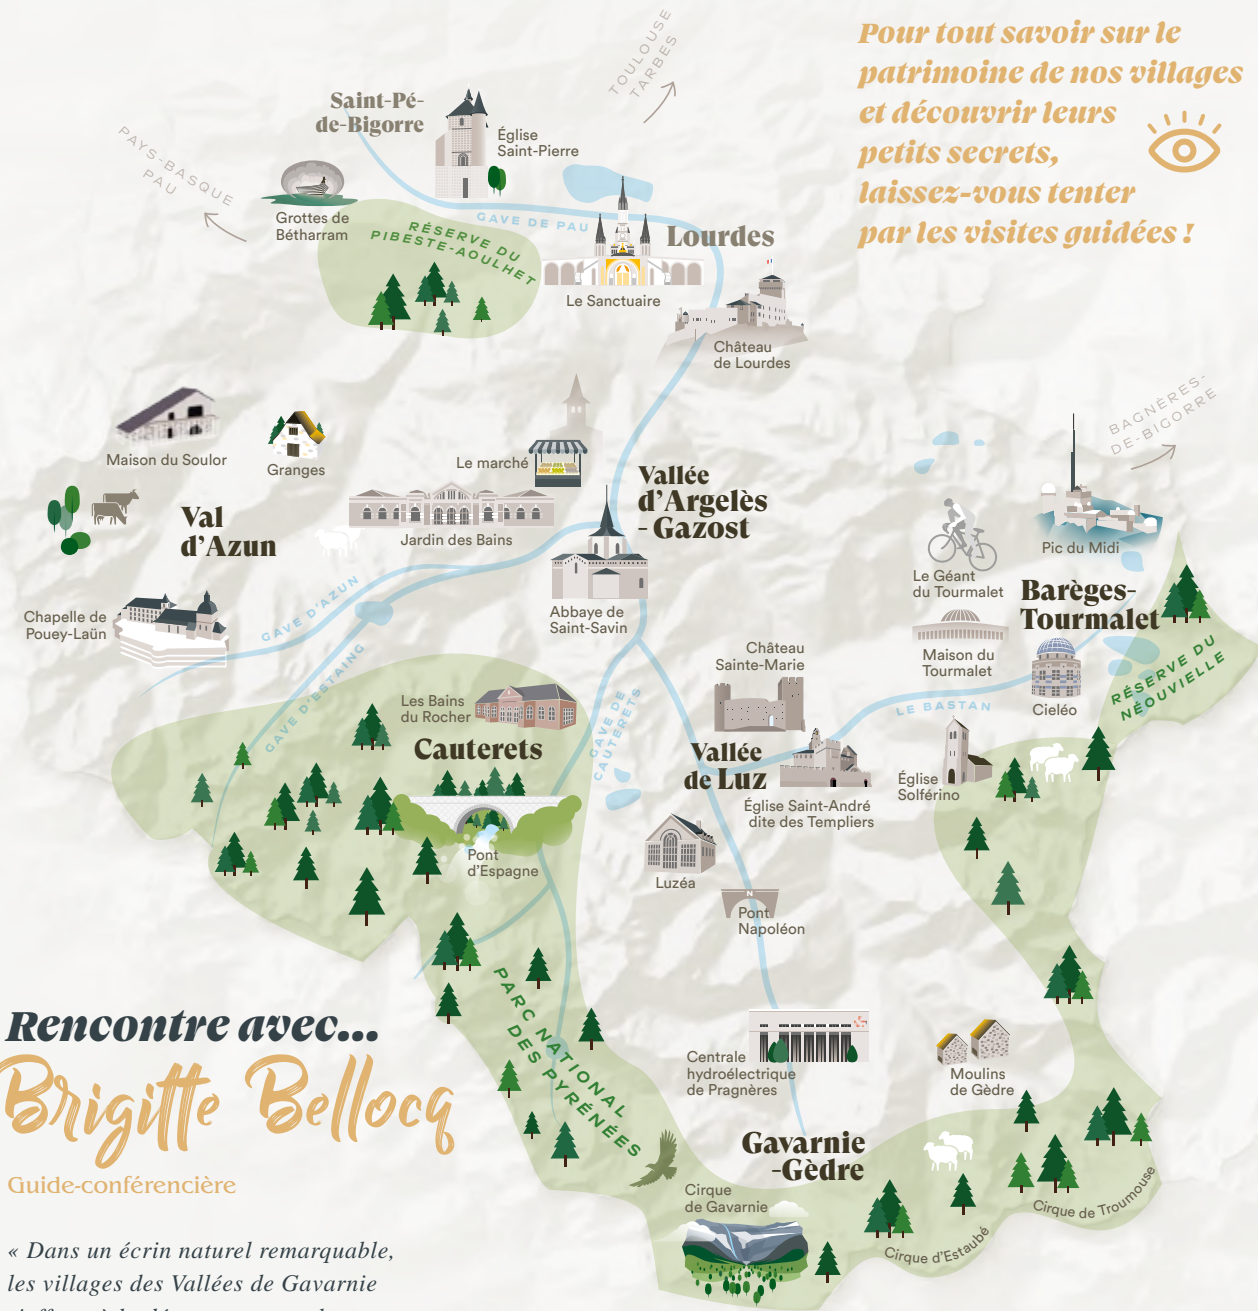 Pour tout savoir sur le
patrimoine de nos villages
et découvrir leurs
petits secrets,
laissez-vous tenter
par les visites guidées !
TOULOUSE
TARBES
Saint-Pé-
de-Bigorre
Église
Saint-Pierre
PAYS-BASQUE
PAU
Grottes de
Bétharram
GAVE DE PAU
RÉSERVE DU
PIBESTE-AOULHET
Lourdes
Le Sanctuaire
Château
de Lourdes
BAGNÈRES-
DE-BIGORRE
Maison du Soulor
Granges
Le marché
Vallée
d'Argelès
-Gazost
Val
d'Azun
Jardin des Bains
Pic du Midi
Le Géant
du Tourmalet
Barèges-
Tourmalet
Chapelle de
Pouey-Laün
GAVE D'AZUN
Abbaye de
Saint-Savin
GAVE D'ESTAING
Château
Sainte-Marie
Maison du
Tourmalet
RÉSERVE DU
NÉOUVIELLE
Les Bains
du Rocher
GAVE DE
CAUTERETS
LE BASTAN
Cieléo
Cauterets
Vallée
de Luz
Église
Solférino
Église Saint-André
dite des Templiers
Pont
d'Espagne
Luzéa
N
Pont
Napoléon
PARC NATIONAL
DES PYRÉNÉES
Rencontre avec...
Brigitte Bellocq
Guide-conférencière
Centrale
hydroélectrique
de Pragnères
Moulins
de Gèdre
Gavarnie
-Gèdre
Cirque
de Gavarnie
Cirque d'Estaubé
Cirque de Troumouse
« Dans un écrin naturel remarquable,
les villages des Vallées de Gavarnie